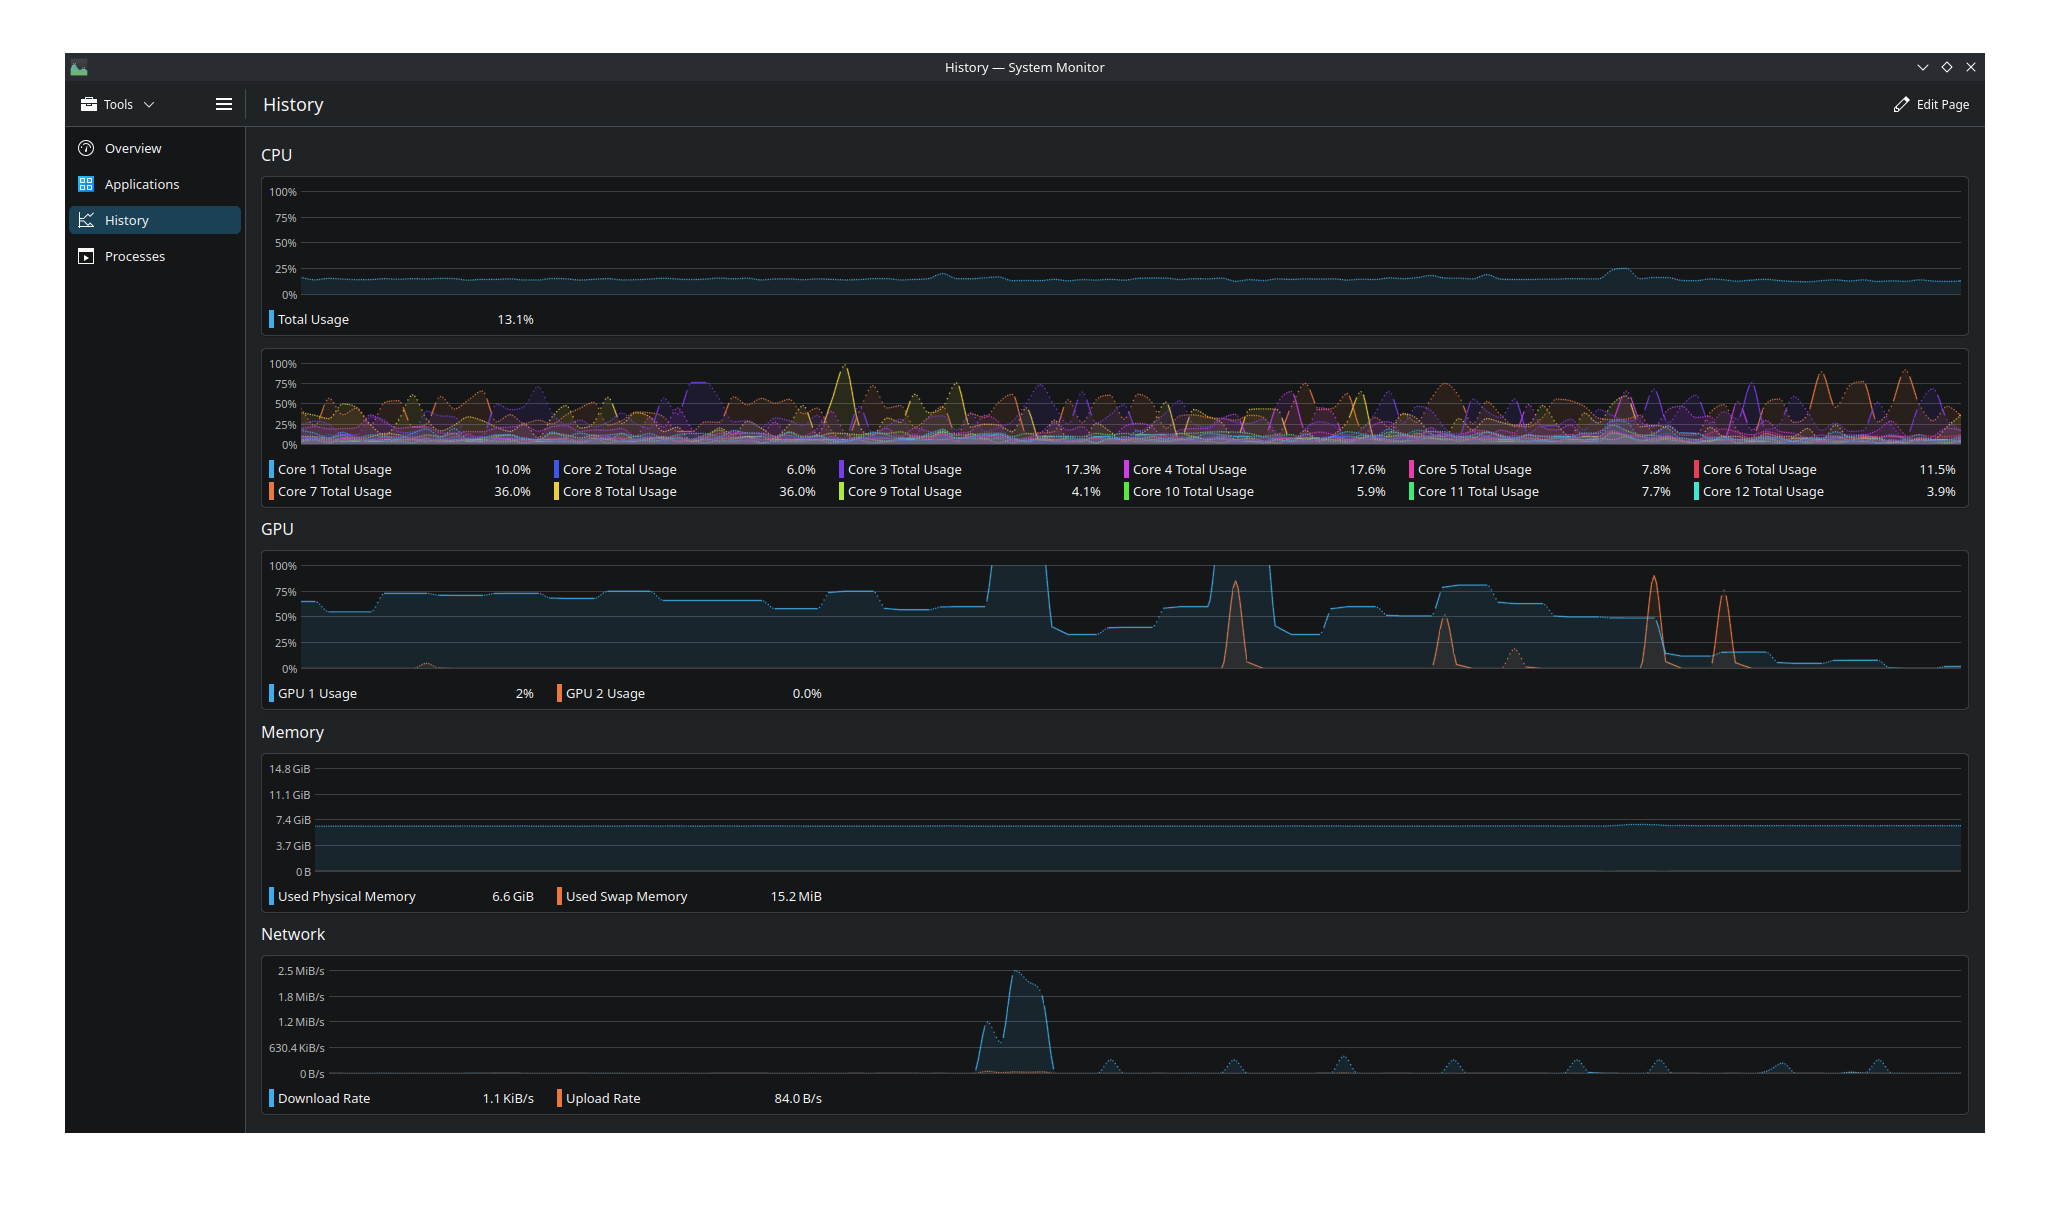 History — System Monitor
Tools
History
Edit Page
Overview
Applications
History
Processes
CPU
100%
75%
50%
25%
0%
Total Usage 13.1%
100%
75%
50%
25%
0%
Core 1 Total Usage 10.0% Core 2 Total Usage 6.0% Core 3 Total Usage 17.3% Core 4 Total Usage 17.6% Core 5 Total Usage 7.8% Core 6 Total Usage 11.5%
Core 7 Total Usage 36.0% Core 8 Total Usage 36.0% Core 9 Total Usage 4.1% Core 10 Total Usage 5.9% Core 11 Total Usage 7.7% Core 12 Total Usage 3.9%
GPU
100%
75%
50%
25%
0%
GPU 1 Usage 2% GPU 2 Usage 0.0%
Memory
14.8 GiB
11.1 GiB
7.4 GiB
3.7 GiB
0 B
Used Physical Memory 6.6 GiB Used Swap Memory 15.2 MiB
Network
2.5 MiB/s
1.8 MiB/s
1.2 MiB/s
630.4 KiB/s
0 B/s
Download Rate 1.1 KiB/s Upload Rate 84.0 B/s